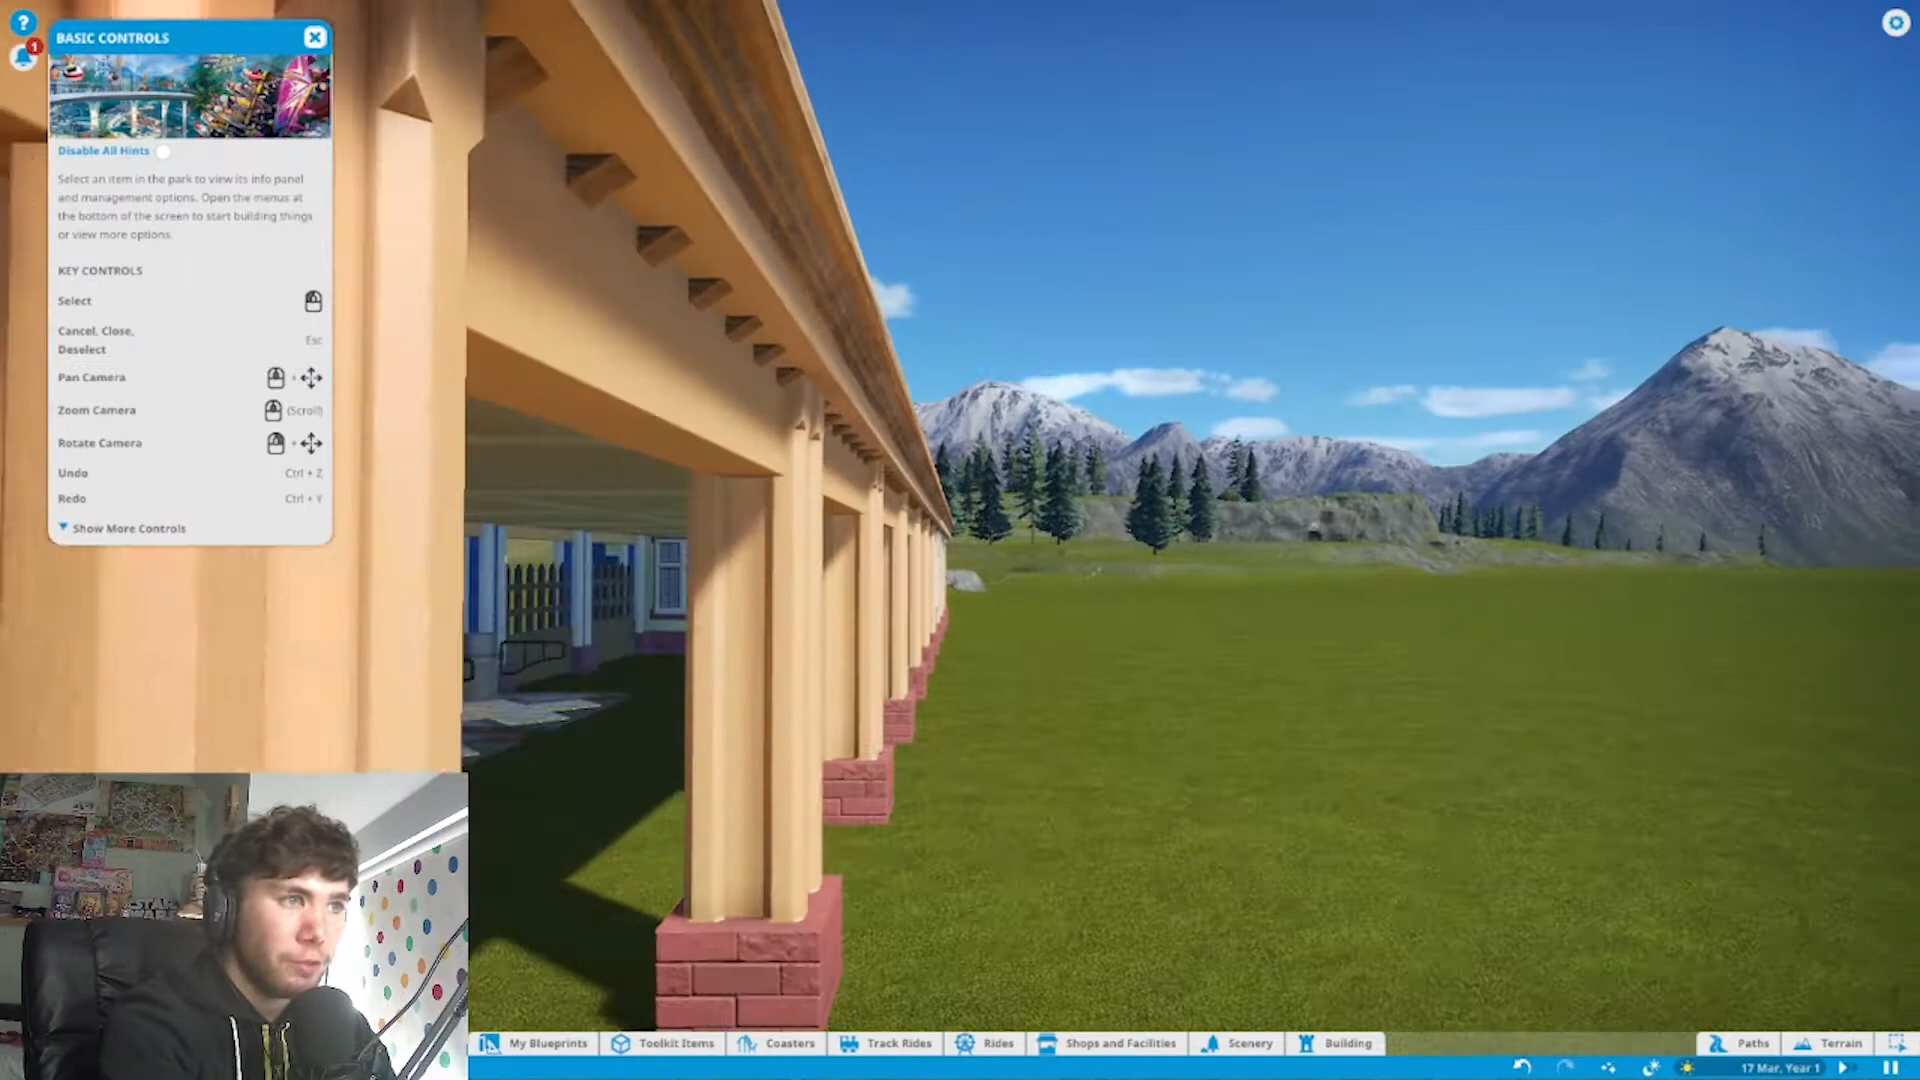 ?
1
BASIC CONTROLS
Disable All Hints
Select an item in the park to view its info panel
and management options. Open the menus at
the bottom of the screen to start building things
or view more options.
KEY CONTROLS
Select
Cancel, Close,
Deselect
Esc
Pan Camera
+
Zoom Camera
(Scroll)
Rotate Camera
+
Undo
Ctrl + Z
Redo
Ctrl + Y
Show More Controls
STAR
WARS
My Blueprints
Toolkit Items
Coasters
Track Rides
Rides
Shops and Facilities
Scenery
Building
Paths
Terrain
17 Mar, Year 1